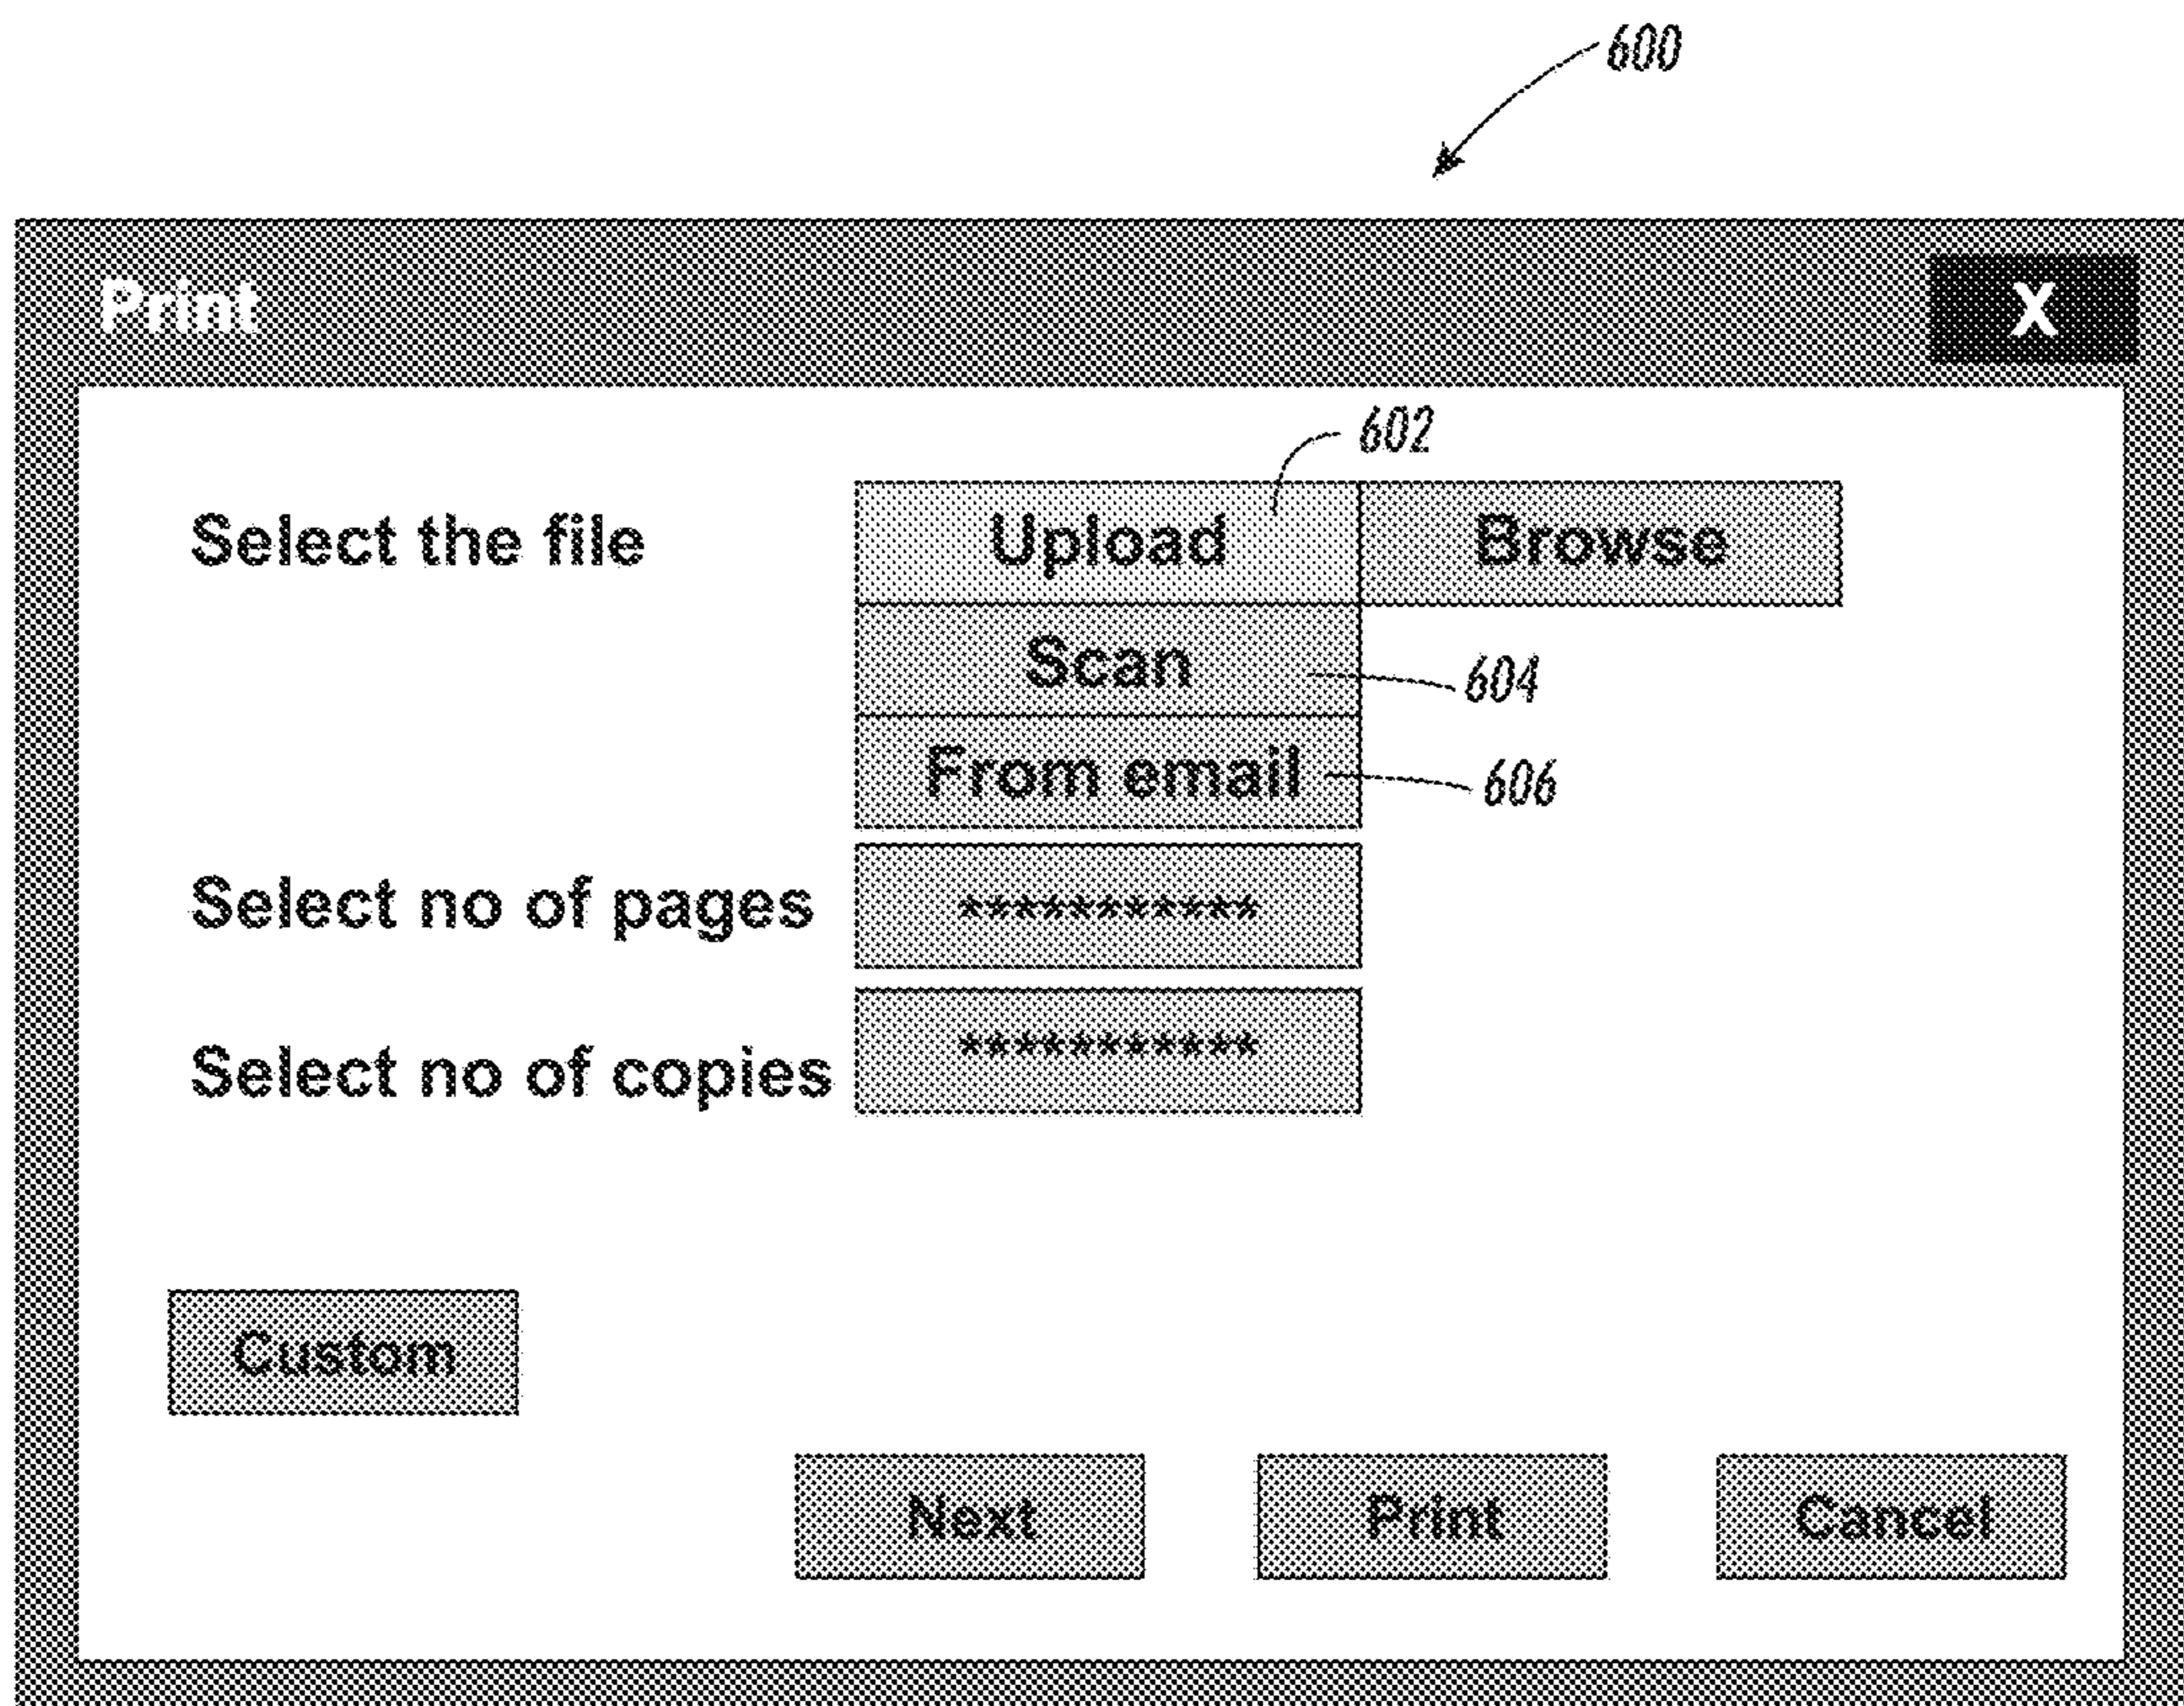 600
Print X
602
Select the file Upload Browse
Scan 604
From email 606
Select no of pages ***********
Select no of copies ***********
Custom
Next Print Cancel